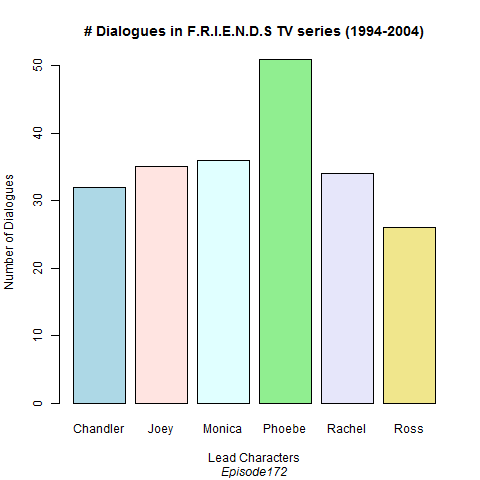 # Dialogues in F.R.I.E.N.D.S TV series (1994-2004)
Number of Dialogues
50
40
30
20
10
0
Chandler Joey Monica Phoebe Rachel Ross
Lead Characters
Episode172